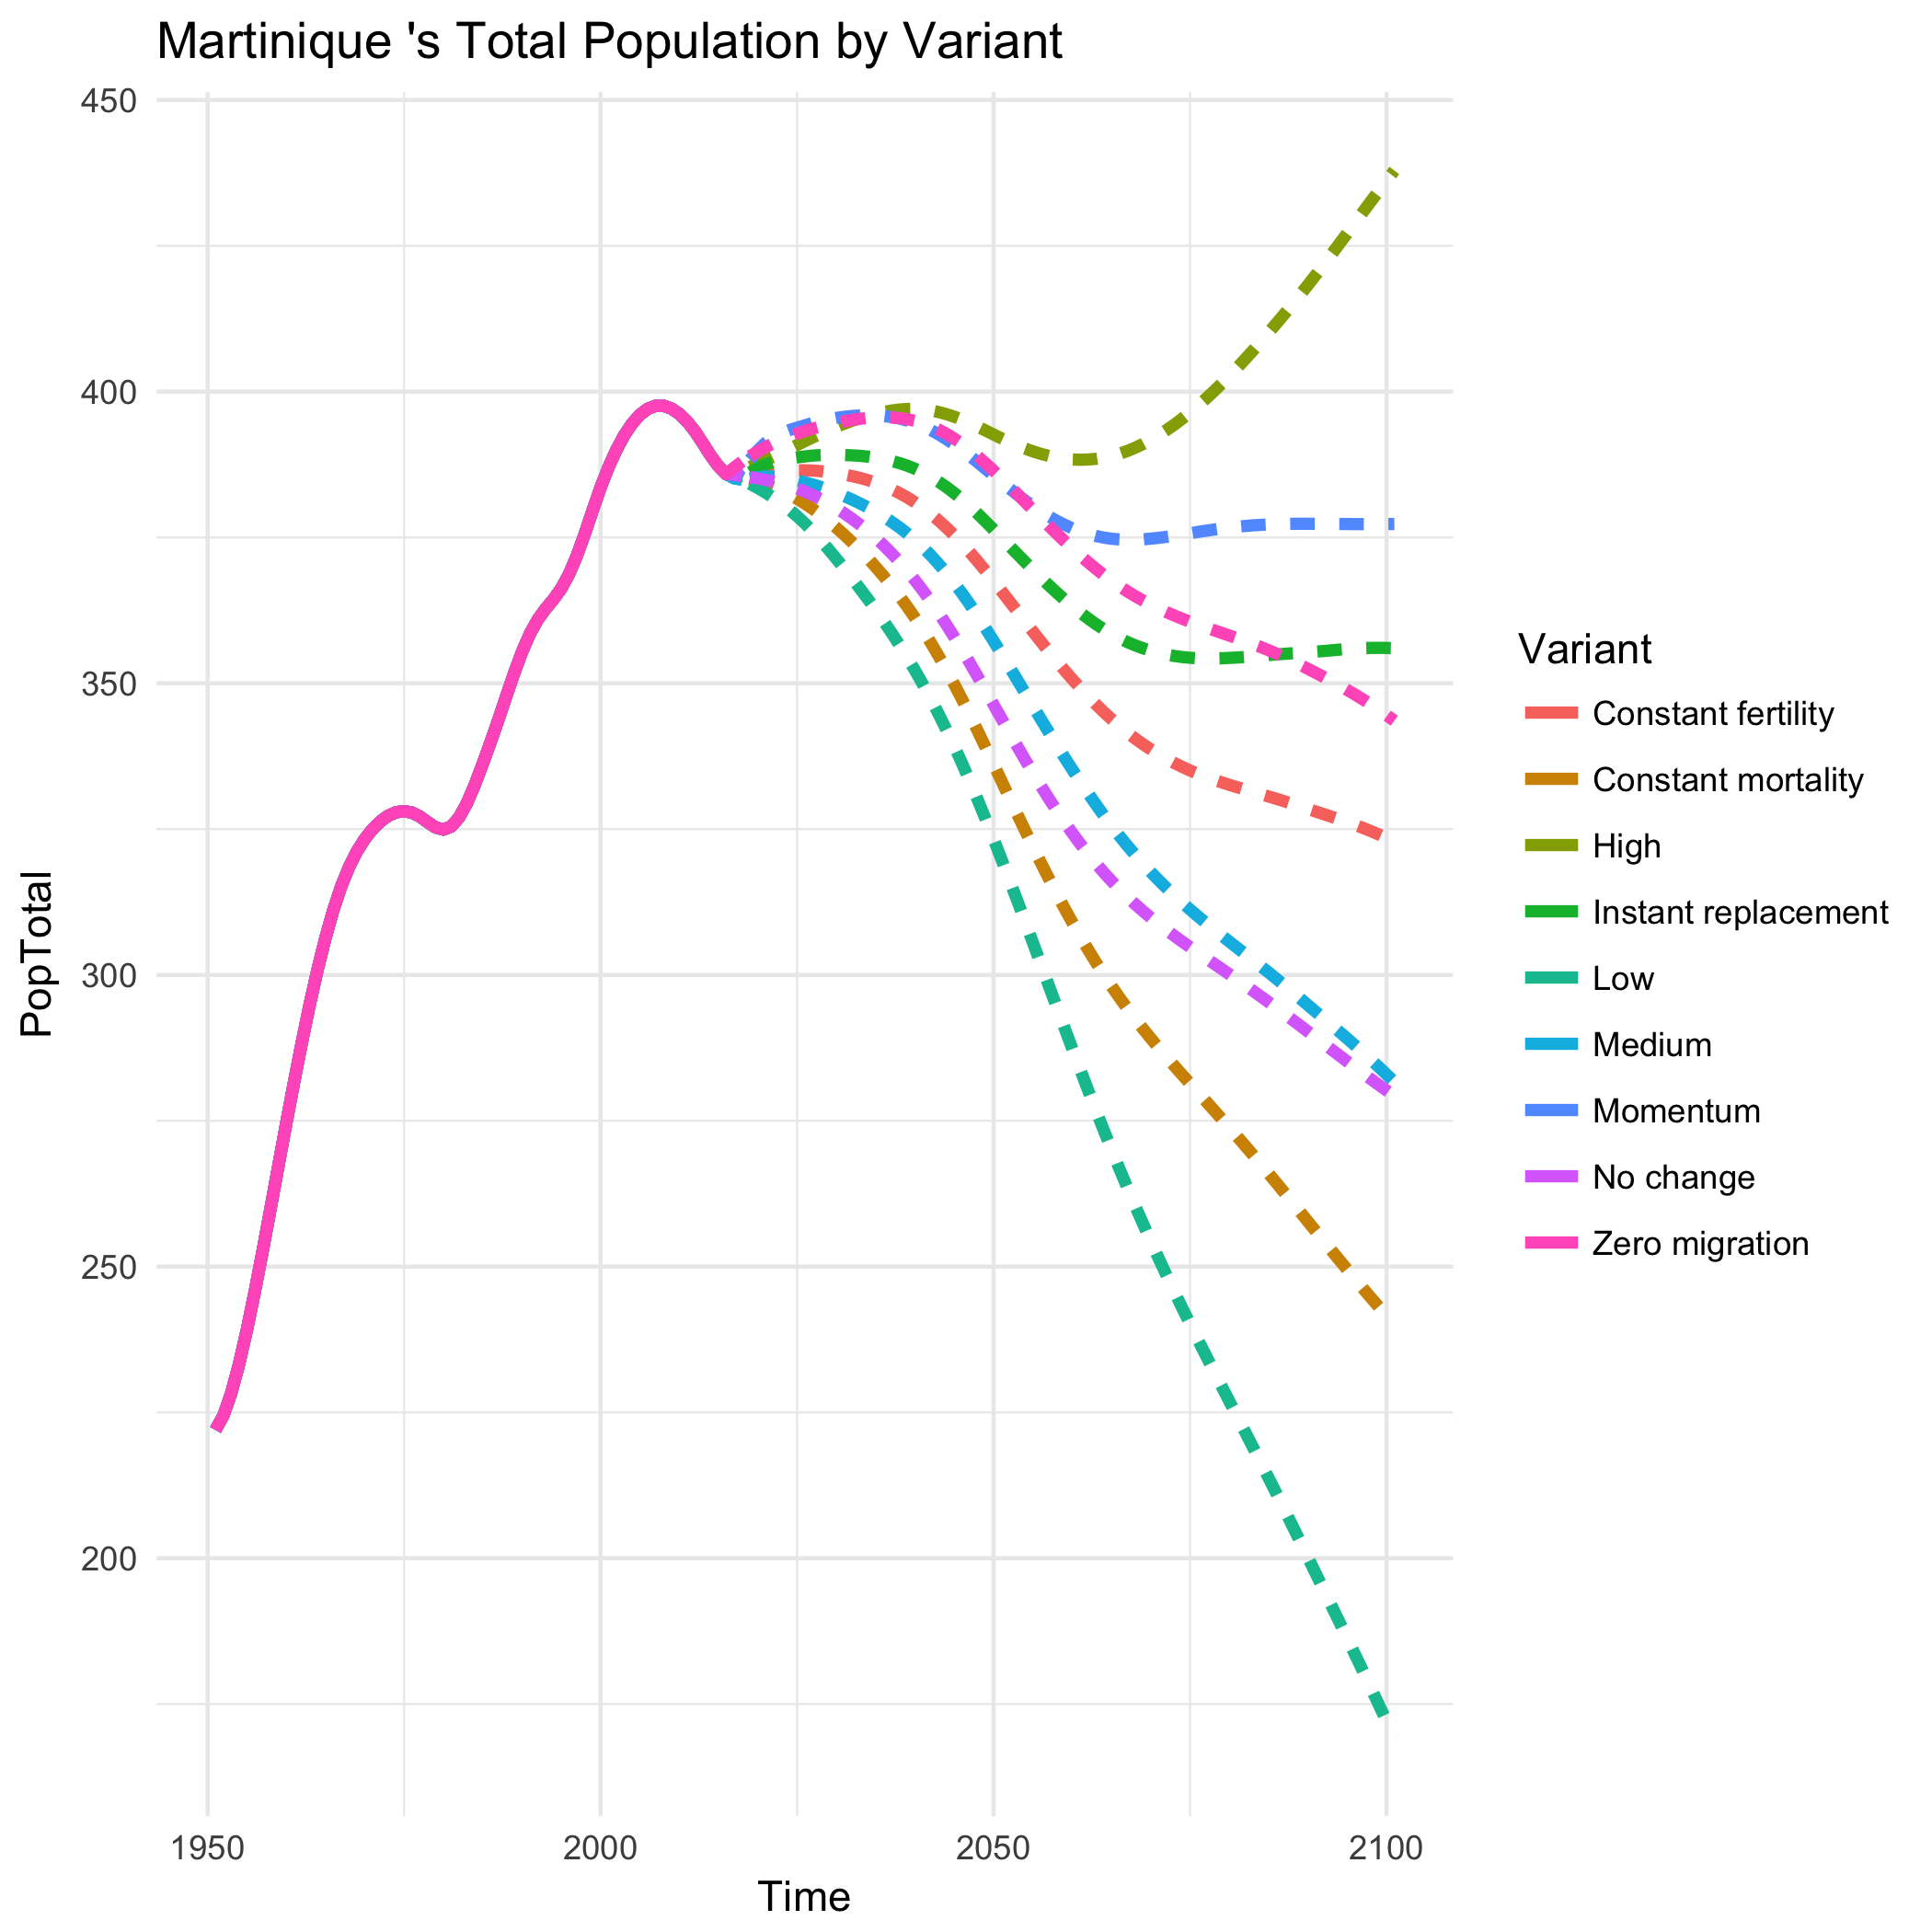 Martinique 's Total Population by Variant
450
400
350
300
250
200
PopTotal
1950
2000
2050
2100
Time
Variant
Constant fertility
Constant mortality
High
Instant replacement
Low
Medium
Momentum
No change
Zero migration